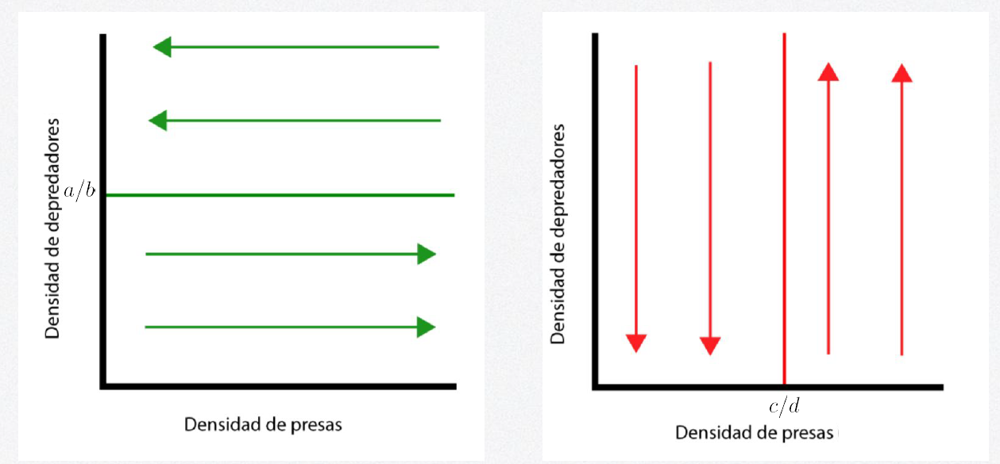 Densidad de depredadores
a/b
Densidad de presas
Densidad de depredadores
c/d
Densidad de presas